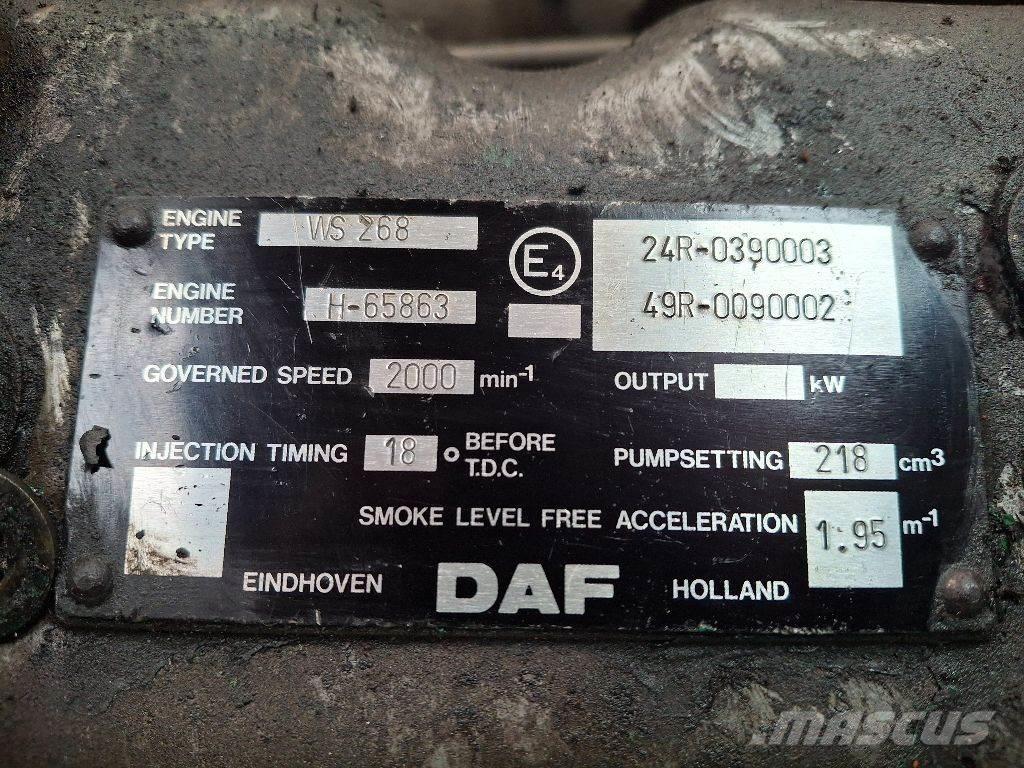 ENGINE TYPE WS 268
ENGINE NUMBER H-65863
E4
24R-0390003
49R-0090002
GOVERNED SPEED 2000 min-1
OUTPUT kW
INJECTION TIMING 18 ° BEFORE T.D.C.
PUMPSETTING 218 cm3
SMOKE LEVEL FREE ACCELERATION 1.95 m-1
EINDHOVEN DAF HOLLAND
MASCUS